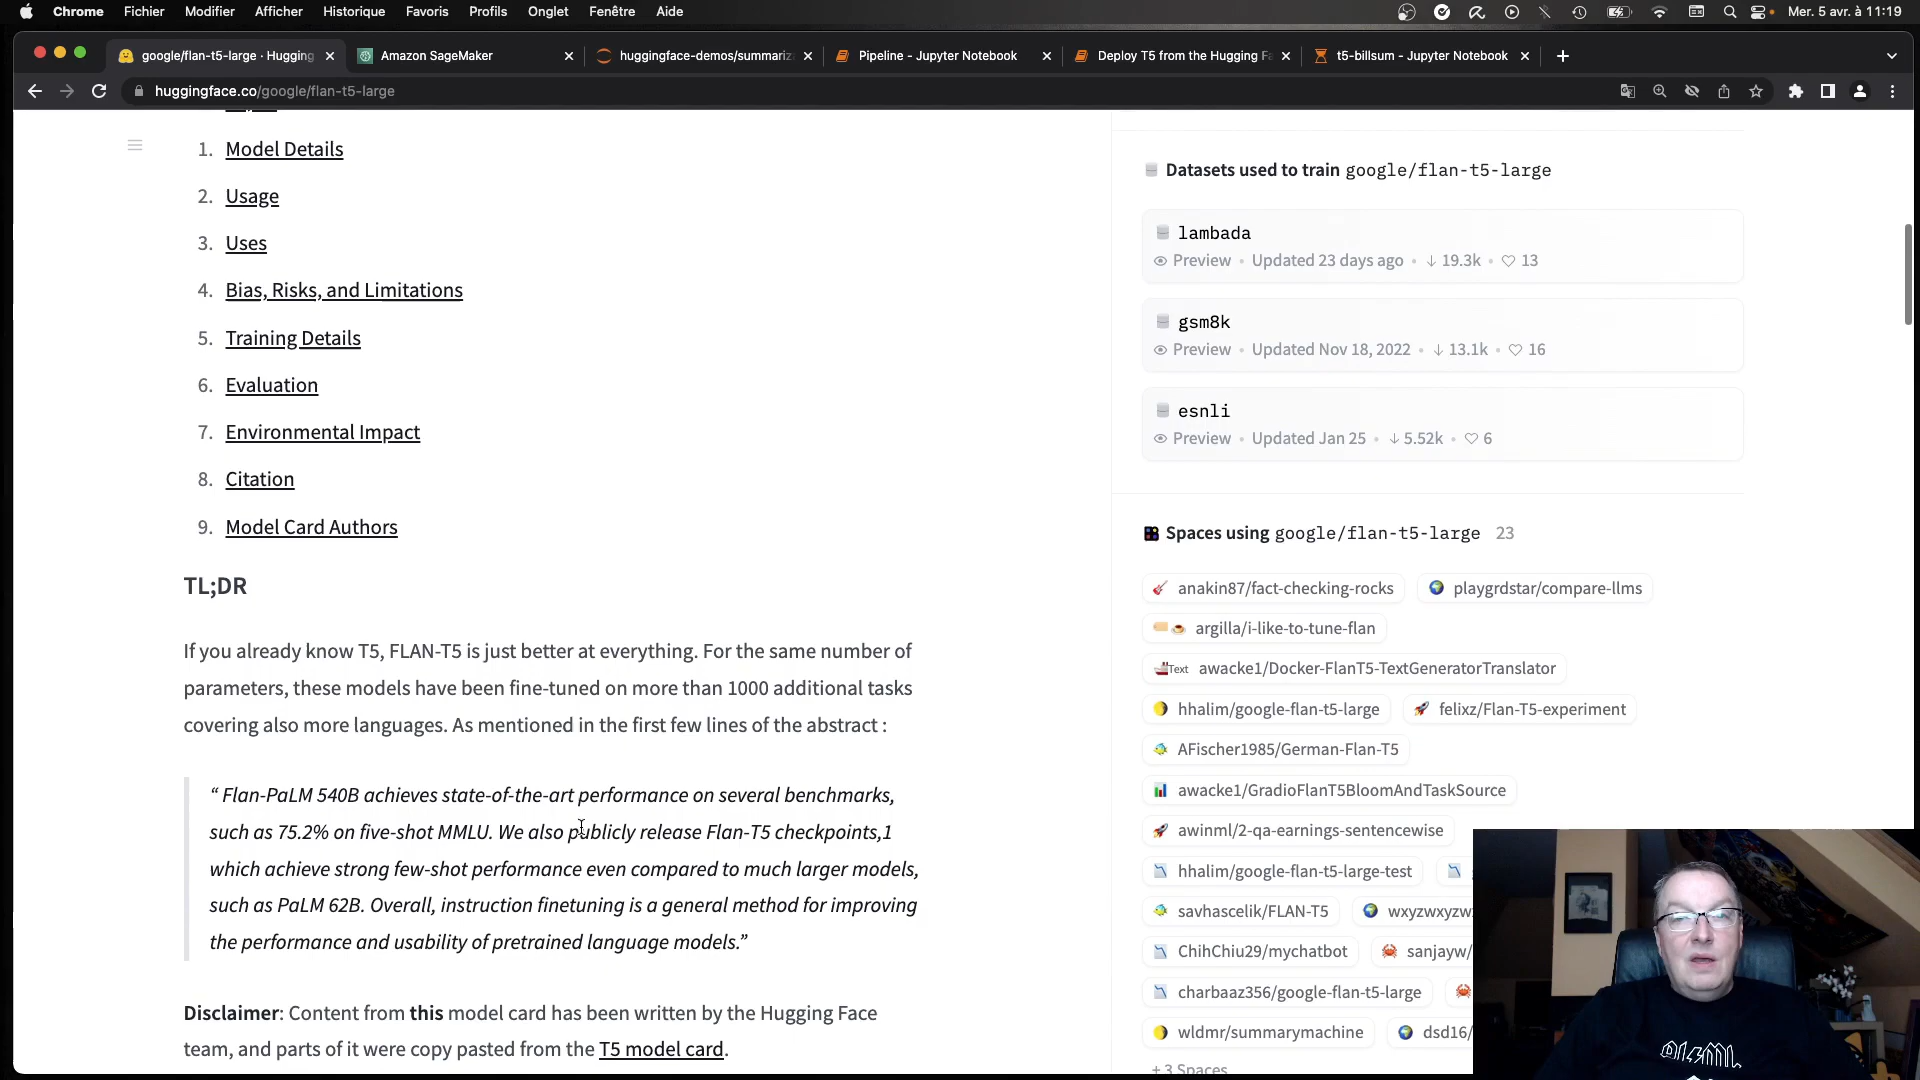 Chrome Fichier Modifier Afficher Historique Favoris Profils Onglet Fenêtre Aide
Mer. 5 avr. à 11:19
google/flan-t5-large · Hugging
Amazon SageMaker
huggingface-demos/summariz
Pipeline - Jupyter Notebook
Deploy T5 from the Hugging F
t5-billsum - Jupyter Notebook
huggingface.co/google/flan-t5-large
1. Model Details
2. Usage
3. Uses
4. Bias, Risks, and Limitations
5. Training Details
6. Evaluation
7. Environmental Impact
8. Citation
9. Model Card Authors
TL;DR
If you already know T5, FLAN-T5 is just better at everything. For the same number of
parameters, these models have been fine-tuned on more than 1000 additional tasks
covering also more languages. As mentioned in the first few lines of the abstract :
“ Flan-PaLM 540B achieves state-of-the-art performance on several benchmarks,
such as 75.2% on five-shot MMLU. We also publicly release Flan-T5 checkpoints,1
which achieve strong few-shot performance even compared to much larger models,
such as PaLM 62B. Overall, instruction finetuning is a general method for improving
the performance and usability of pretrained language models.”
Disclaimer: Content from this model card has been written by the Hugging Face
team, and parts of it were copy pasted from the T5 model card.
Datasets used to train google/flan-t5-large
lambada
Preview • Updated 23 days ago • ↓ 19.3k • ♡ 13
gsm8k
Preview • Updated Nov 18, 2022 • ↓ 13.1k • ♡ 16
esnli
Preview • Updated Jan 25 • ↓ 5.52k • ♡ 6
Spaces using google/flan-t5-large 23
anakin87/fact-checking-rocks
playgrdstar/compare-llms
argilla/i-like-to-tune-flan
Text awacke1/Docker-FlanT5-TextGeneratorTranslator
hhalim/google-flan-t5-large
felixz/Flan-T5-experiment
AFischer1985/German-Flan-T5
awacke1/GradioFlanT5BloomAndTaskSource
awinml/2-qa-earnings-sentencewise
hhalim/google-flan-t5-large-test
savhascelik/FLAN-T5
wxyzwxyzw
ChihChiu29/mychatbot
sanjayw/
charbaaz356/google-flan-t5-large
wldmr/summarymachine
dsd16/
+ 3 Spaces